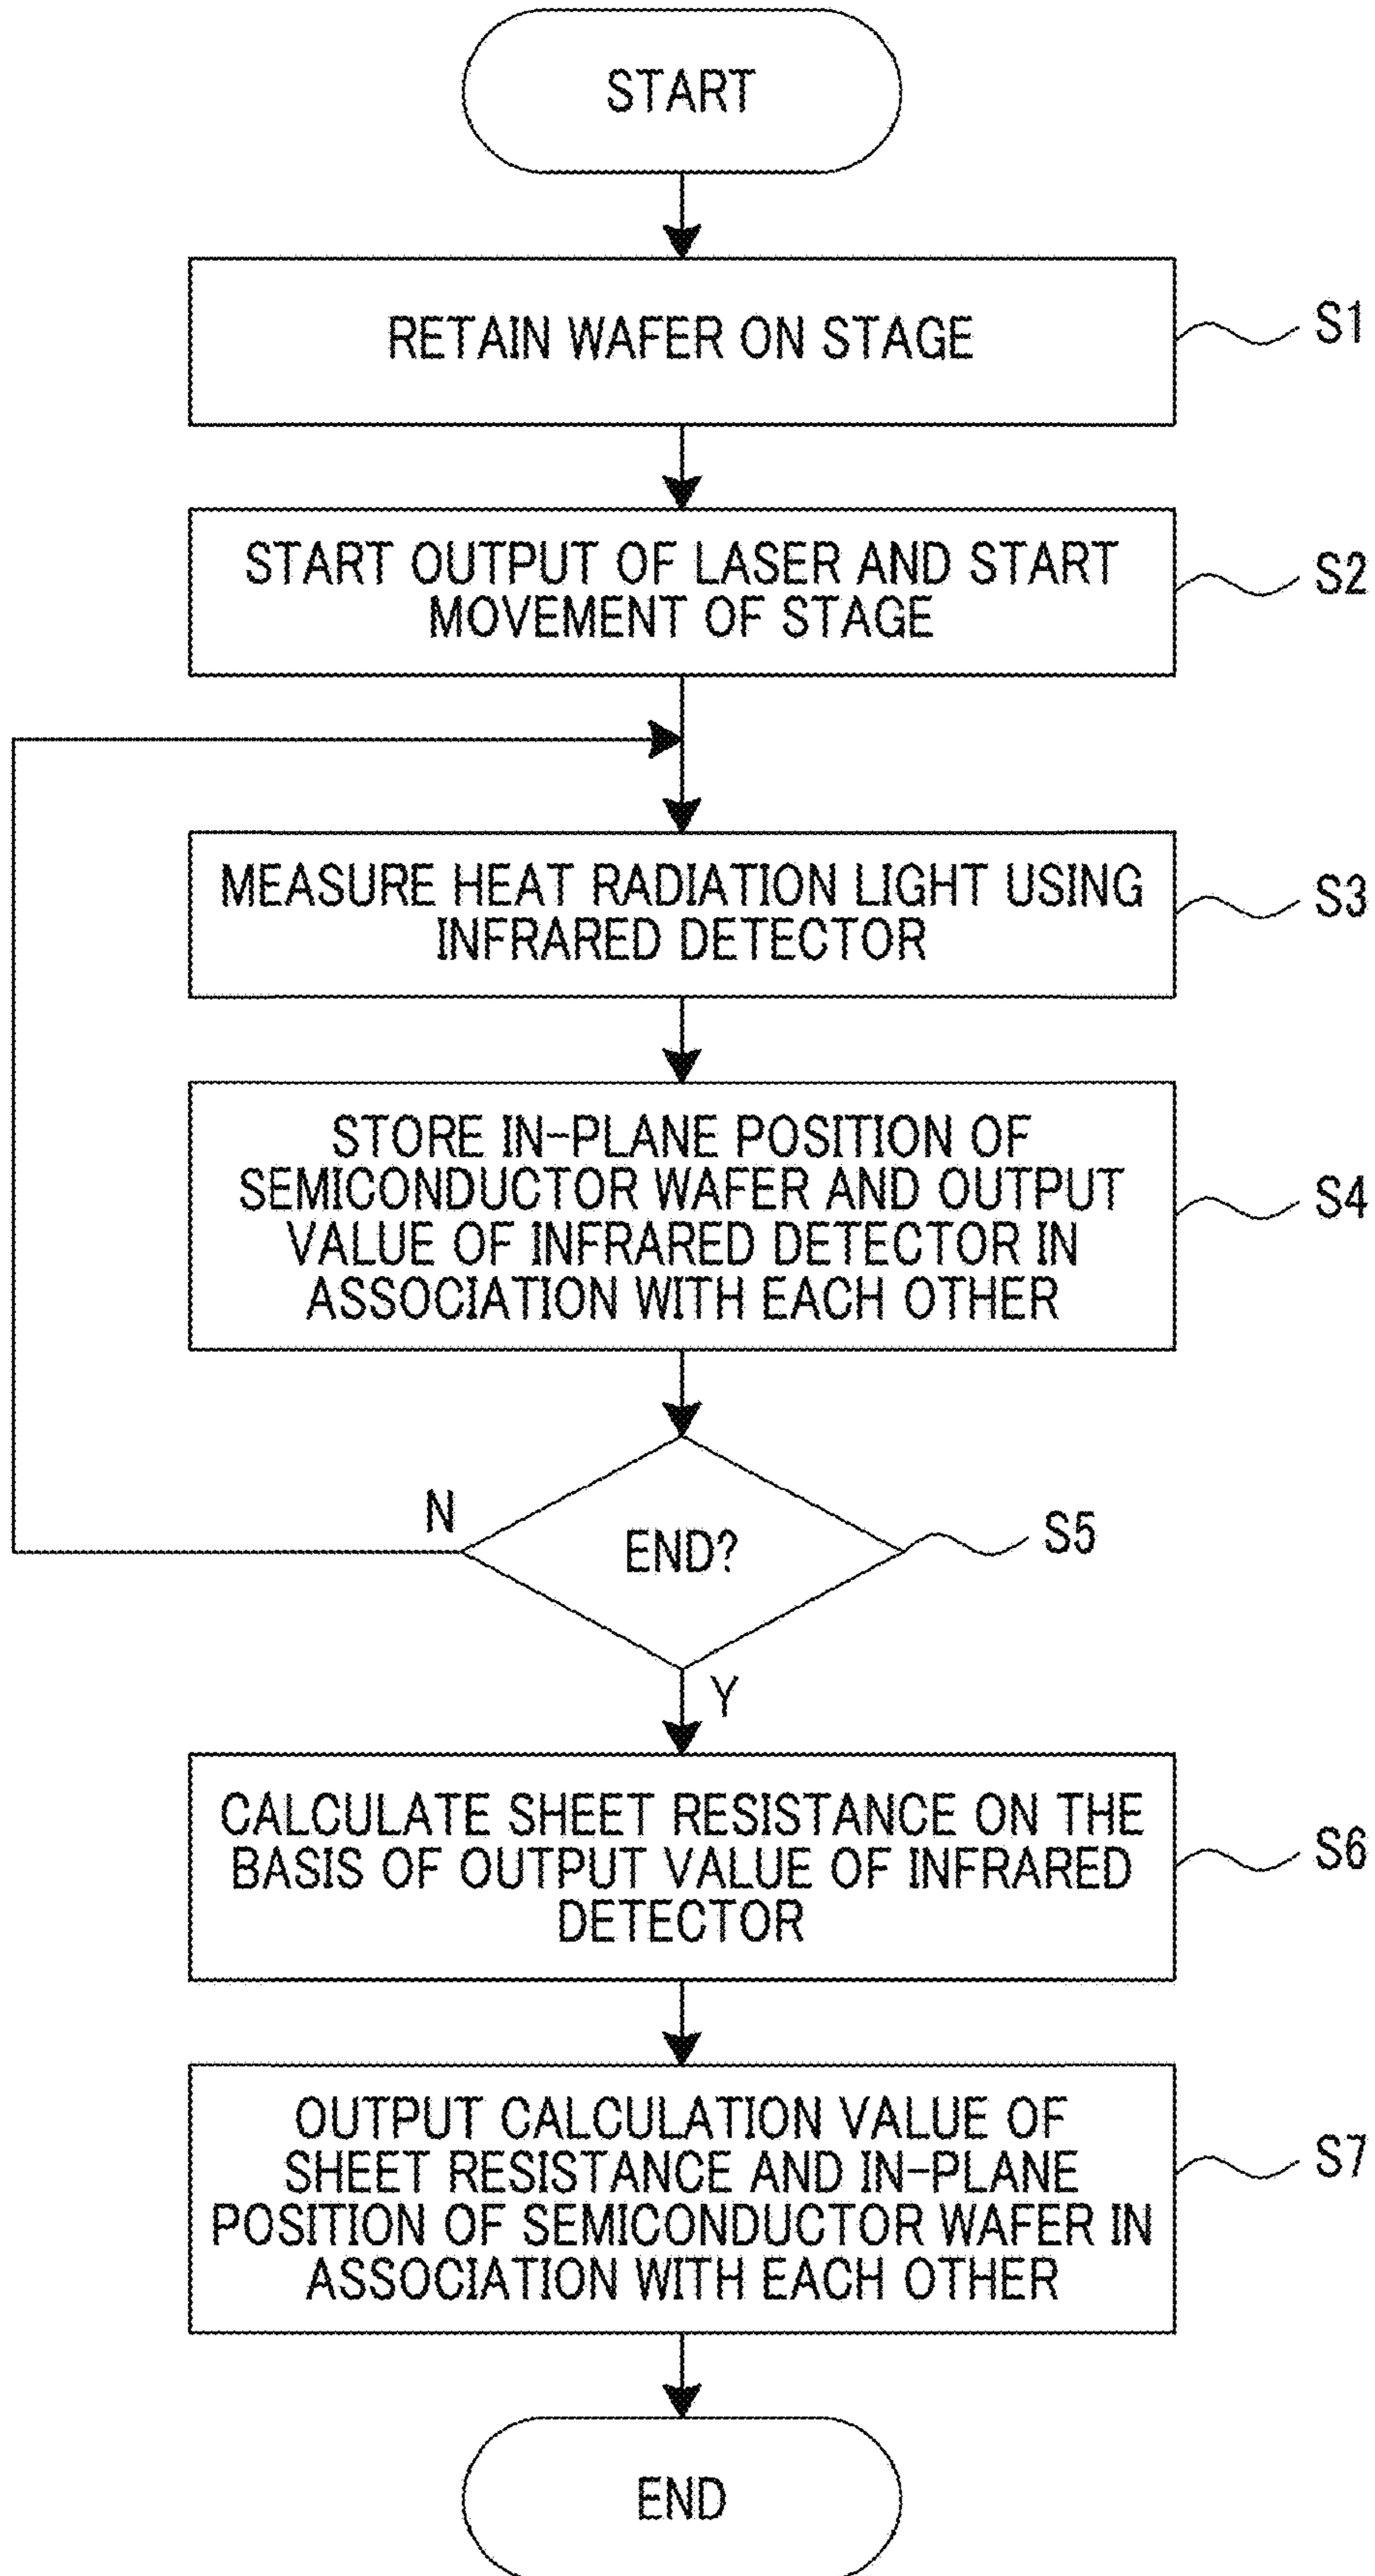 START
RETAIN WAFER ON STAGE
S1
START OUTPUT OF LASER AND START
MOVEMENT OF STAGE
S2
MEASURE HEAT RADIATION LIGHT USING
INFRARED DETECTOR
S3
STORE IN-PLANE POSITION OF
SEMICONDUCTOR WAFER AND OUTPUT
VALUE OF INFRARED DETECTOR IN
ASSOCIATION WITH EACH OTHER
S4
N
END?
S5
Y
CALCULATE SHEET RESISTANCE ON THE
BASIS OF OUTPUT VALUE OF INFRARED
DETECTOR
S6
OUTPUT CALCULATION VALUE OF
SHEET RESISTANCE AND IN-PLANE
POSITION OF SEMICONDUCTOR WAFER IN
ASSOCIATION WITH EACH OTHER
S7
END